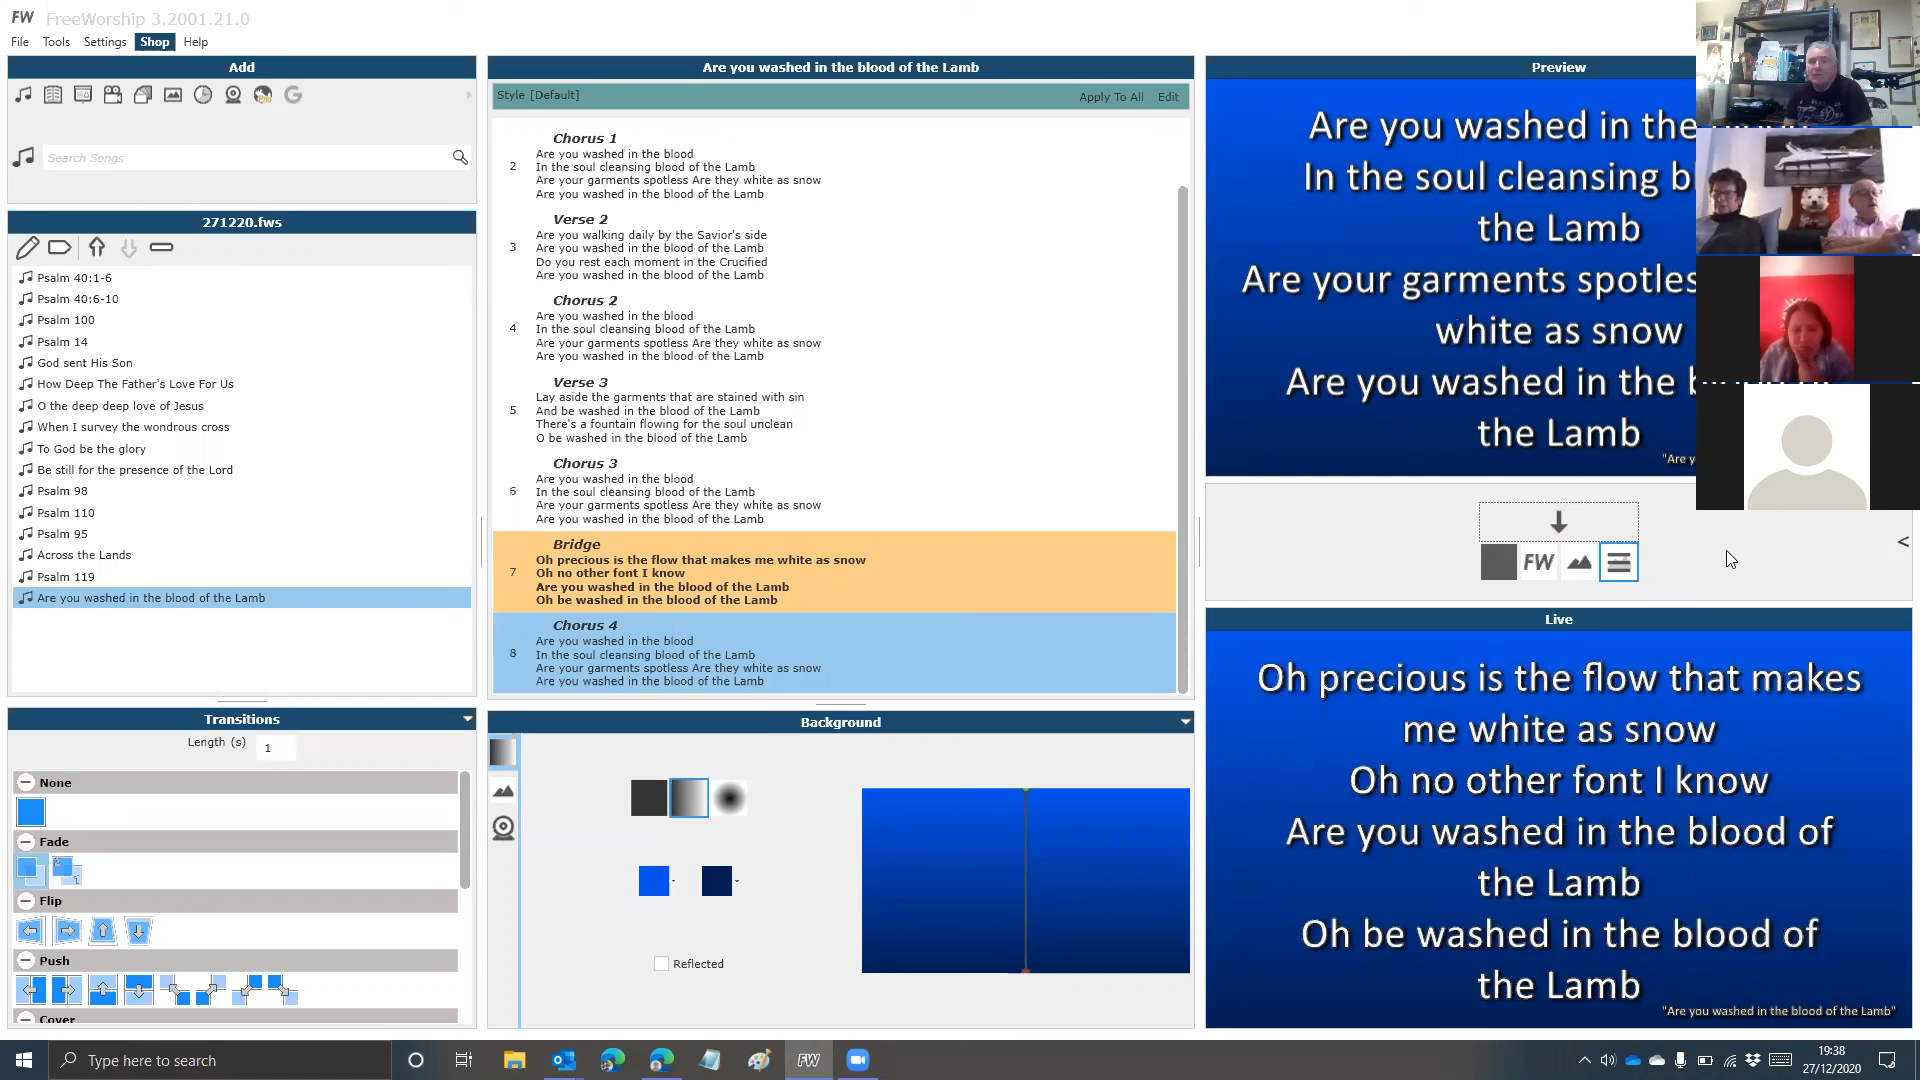 FW FreeWorship 3.2001.21.0
File Tools Settings Shop Help
Add
Search Songs
271220.fws
Psalm 40:1-6
Psalm 40:6-10
Psalm 100
Psalm 14
God sent His Son
How Deep The Father's Love For Us
O the deep deep love of Jesus
When I survey the wondrous cross
To God be the glory
Be still for the presence of the Lord
Psalm 98
Psalm 110
Psalm 95
Across the Lands
Psalm 119
Are you washed in the blood of the Lamb
Transitions
Length (s) 1
None
Fade
Flip
Push
Cover
Are you washed in the blood of the Lamb
Style [Default] Apply To All Edit
Chorus 1
Are you washed in the blood
2 In the soul cleansing blood of the Lamb
Are your garments spotless Are they white as snow
Are you washed in the blood of the Lamb
Verse 2
Are you walking daily by the Savior's side
3 Are you washed in the blood of the Lamb
Do you rest each moment in the Crucified
Are you washed in the blood of the Lamb
Chorus 2
Are you washed in the blood
4 In the soul cleansing blood of the Lamb
Are your garments spotless Are they white as snow
Are you washed in the blood of the Lamb
Verse 3
Lay aside the garments that are stained with sin
5 And be washed in the blood of the Lamb
There's a fountain flowing for the soul unclean
O be washed in the blood of the Lamb
Chorus 3
Are you washed in the blood
6 In the soul cleansing blood of the Lamb
Are your garments spotless Are they white as snow
Are you washed in the blood of the Lamb
Bridge
Oh precious is the flow that makes me white as snow
7 Oh no other font I know
Are you washed in the blood of the Lamb
Oh be washed in the blood of the Lamb
Chorus 4
Are you washed in the blood
8 In the soul cleansing blood of the Lamb
Are your garments spotless Are they white as snow
Are you washed in the blood of the Lamb
Background
Reflected
Preview
Are you washed in the
In the soul cleansing
the Lamb
Are your garments
white as snow
Are you washed in the
the Lamb
"Are
FW
<
Live
Oh precious is the flow that makes
me white as snow
Oh no other font I know
Are you washed in the blood of
the Lamb
Oh be washed in the blood of
the Lamb
"Are you washed in the blood of the Lamb"
Type here to search
FW
19:38
27/12/2020